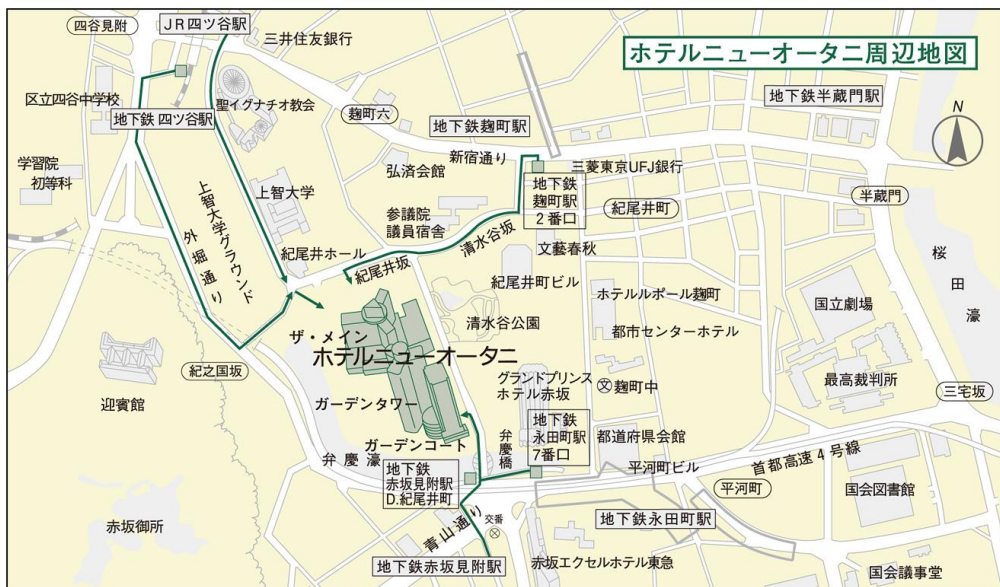 ホテルニューオータニ周辺地図
四谷見附
JR四ツ谷駅
三井住友銀行
区立四谷中学校
地下鉄 四ツ谷駅
聖イグナチオ教会
麹町六
地下鉄麹町駅
地下鉄半蔵門駅
N
新宿通り
弘済会館
三菱東京UFJ銀行
学習院
初等科
上智大学
地下鉄
麹町駅
2番口
紀尾井町
半蔵門
参議院
議員宿舎
清水谷坂
文藝春秋
上智大学グラウンド
外堀通り
紀尾井ホール
紀尾井坂
紀尾井町ビル
桜田濠
ホテルルポール麹町
国立劇場
清水谷公園
都市センターホテル
ザ・メイン
ホテルニューオータニ
紀之国坂
迎賓館
グランドプリンス
ホテル赤坂
文
麹町中
最高裁判所
三宅坂
ガーデンタワー
ガーデンコート
地下鉄
永田町駅
7番口
都道府県会館
弁慶橋
弁慶濠
地下鉄
赤坂見附駅
D.紀尾井町
平河町ビル
首都高速4号線
平河町
国会図書館
赤坂御所
青山通り
交番
地下鉄永田町駅
地下鉄赤坂見附駅
赤坂エクセルホテル東急
国会議事堂